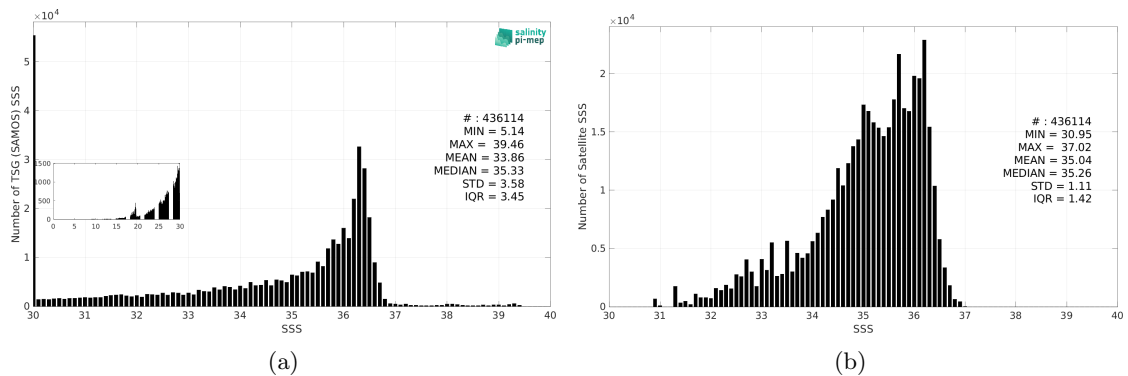 ×10⁴
5
4
3
2
1
0
Number of TSG (SAMOS) SSS
salinity
pi-mep
# : 436114
MIN = 5.14
MAX = 39.46
MEAN = 33.86
MEDIAN = 35.33
STD = 3.58
IQR = 3.45
1500
1000
500
0
0 5 10 15 20 25 30
30 31 32 33 34 35 36 37 38 39 40
SSS
(a)
×10⁴
2
1.5
1
0.5
0
Number of Satellite SSS
# : 436114
MIN = 30.95
MAX = 37.02
MEAN = 35.04
MEDIAN = 35.26
STD = 1.11
IQR = 1.42
30 31 32 33 34 35 36 37 38 39 40
SSS
(b)